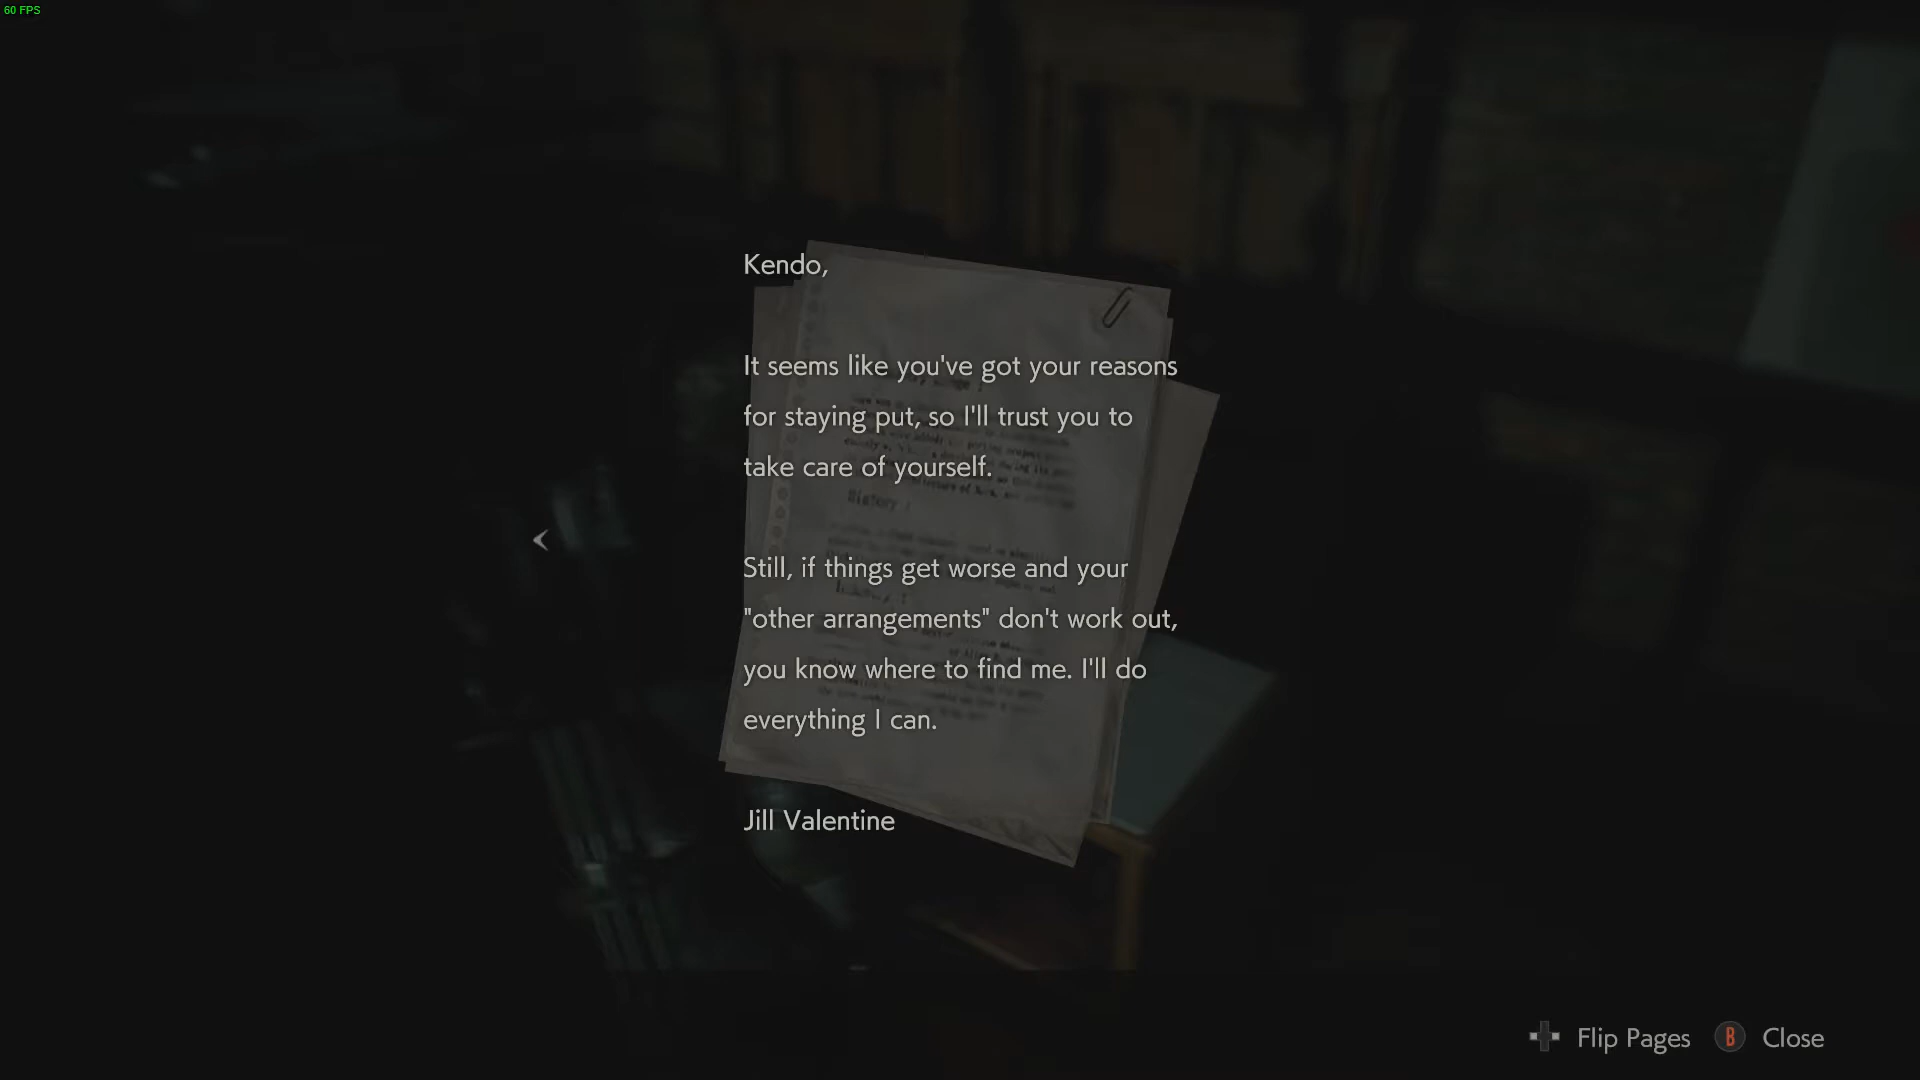 60 FPS
Kendo,
It seems like you've got your reasons
for staying put, so I'll trust you to
take care of yourself.
History :
Still, if things get worse and your
"other arrangements" don't work out,
you know where to find me. I'll do
everything I can.
Jill Valentine
Flip Pages B Close